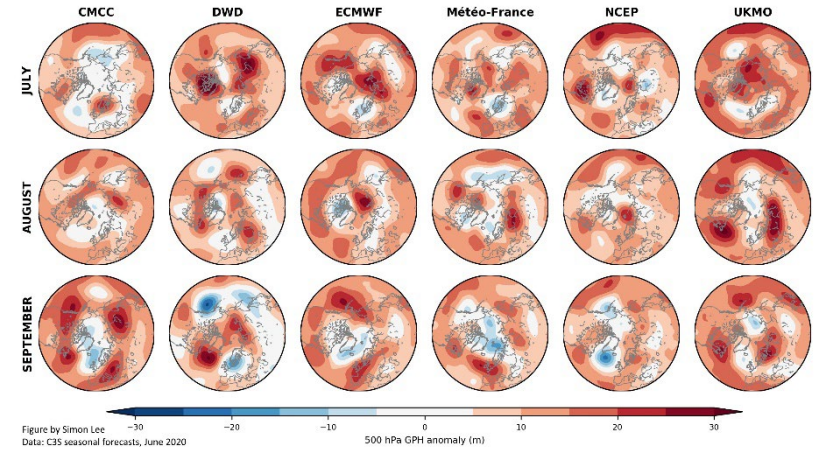 CMCC DWD ECMWF Météo-France NCEP UKMO
JULY
AUGUST
SEPTEMBER
−30 −20 −10 0 10 20 30
500 hPa GPH anomaly (m)
Figure by Simon Lee
Data: C3S seasonal forecasts, June 2020